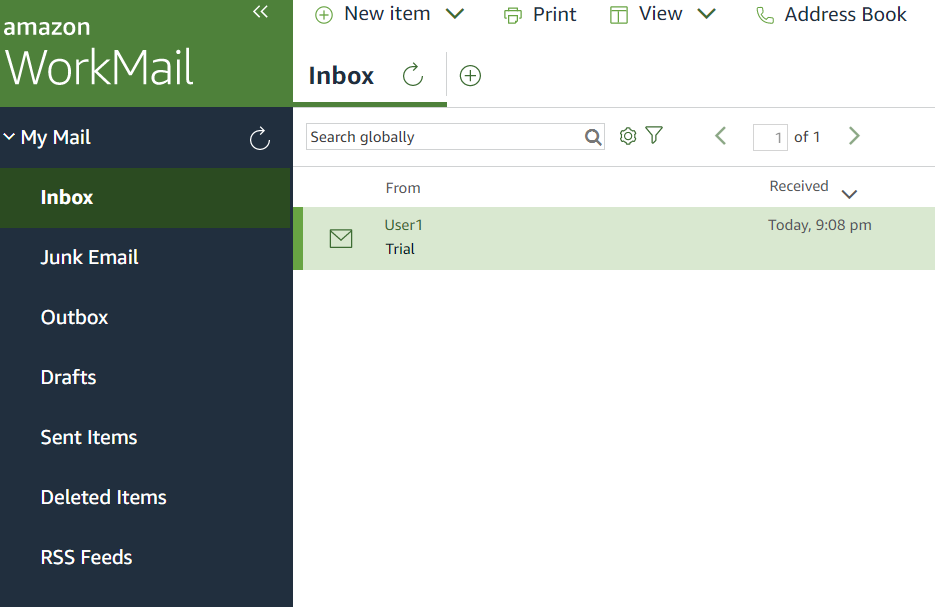 amazon
WorkMail
New item
Print
View
Address Book
Inbox
My Mail
Search globally
1 of 1
Inbox
From
Received
User1
Today, 9:08 pm
Trial
Junk Email
Outbox
Drafts
Sent Items
Deleted Items
RSS Feeds